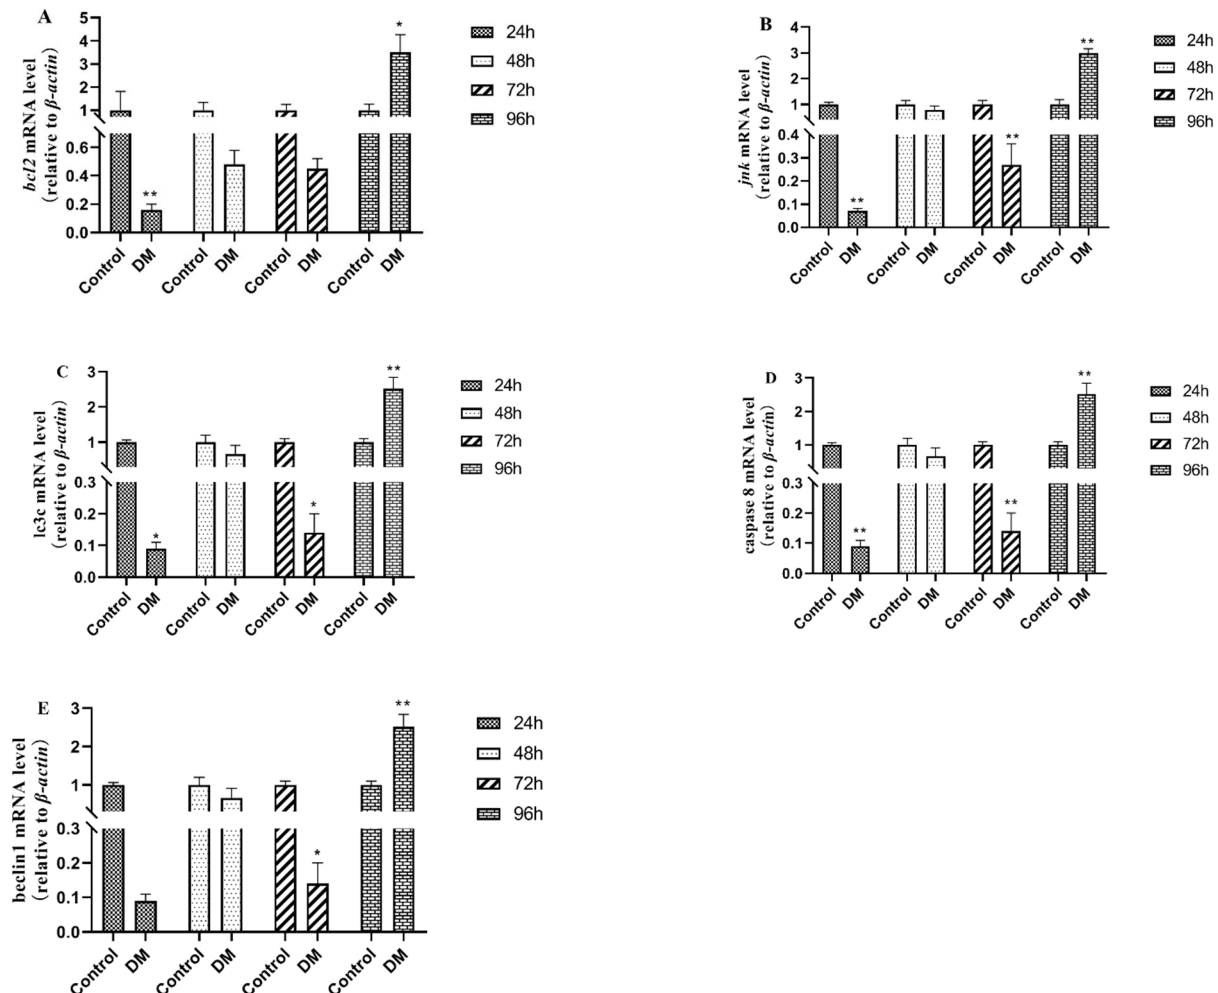 A
bcl2 mRNA level
(relative to β-actin)
5
4
3
2
1
0.6
0.4
0.2
0.0
**
*
Control
DM
Control
DM
Control
DM
Control
DM
24h
48h
72h
96h
B
jnk mRNA level
(relative to β-actin)
4
3
2
1
0.4
0.3
0.2
0.1
0.0
**
**
**
Control
DM
Control
DM
Control
DM
Control
DM
24h
48h
72h
96h
C
lc3c mRNA level
(relative to β-actin)
3
2
1
0.3
0.2
0.1
0.0
*
*
**
Control
DM
Control
DM
Control
DM
Control
DM
24h
48h
72h
96h
D
caspase 8 mRNA level
(relative to β-actin)
3
2
1
0.3
0.2
0.1
0.0
**
**
**
Control
DM
Control
DM
Control
DM
Control
DM
24h
48h
72h
96h
E
beclin1 mRNA level
(relative to β-actin)
3
2
1
0.3
0.2
0.1
0.0
*
**
Control
DM
Control
DM
Control
DM
Control
DM
24h
48h
72h
96h